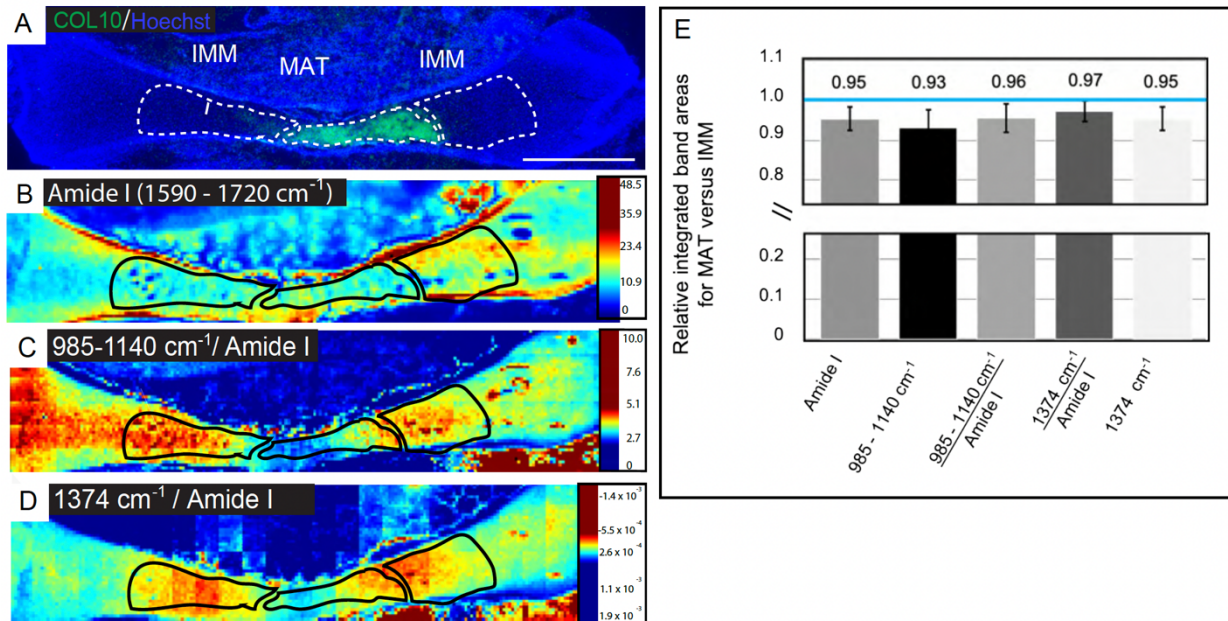 A
COL10/Hoechst
IMM
MAT
IMM
I
B
Amide I (1590 - 1720 cm⁻¹)
48.5
35.9
23.4
10.9
0
C
985-1140 cm⁻¹/ Amide I
10.0
7.6
5.1
2.7
0
D
1374 cm⁻¹ / Amide I
-1.4 x 10⁻³
-5.5 x 10⁻⁴
2.6 x 10⁻⁴
1.1 x 10⁻³
1.9 x 10⁻³
E
Relative integrated band areas
for MAT versus IMM
1.1
1.0
0.9
0.8
//
0.2
0.1
0
0.95
0.93
0.96
0.97
0.95
Amide I
985 - 1140 cm⁻¹
985 - 1140 cm⁻¹
Amide I
1374 cm⁻¹
Amide I
1374 cm⁻¹